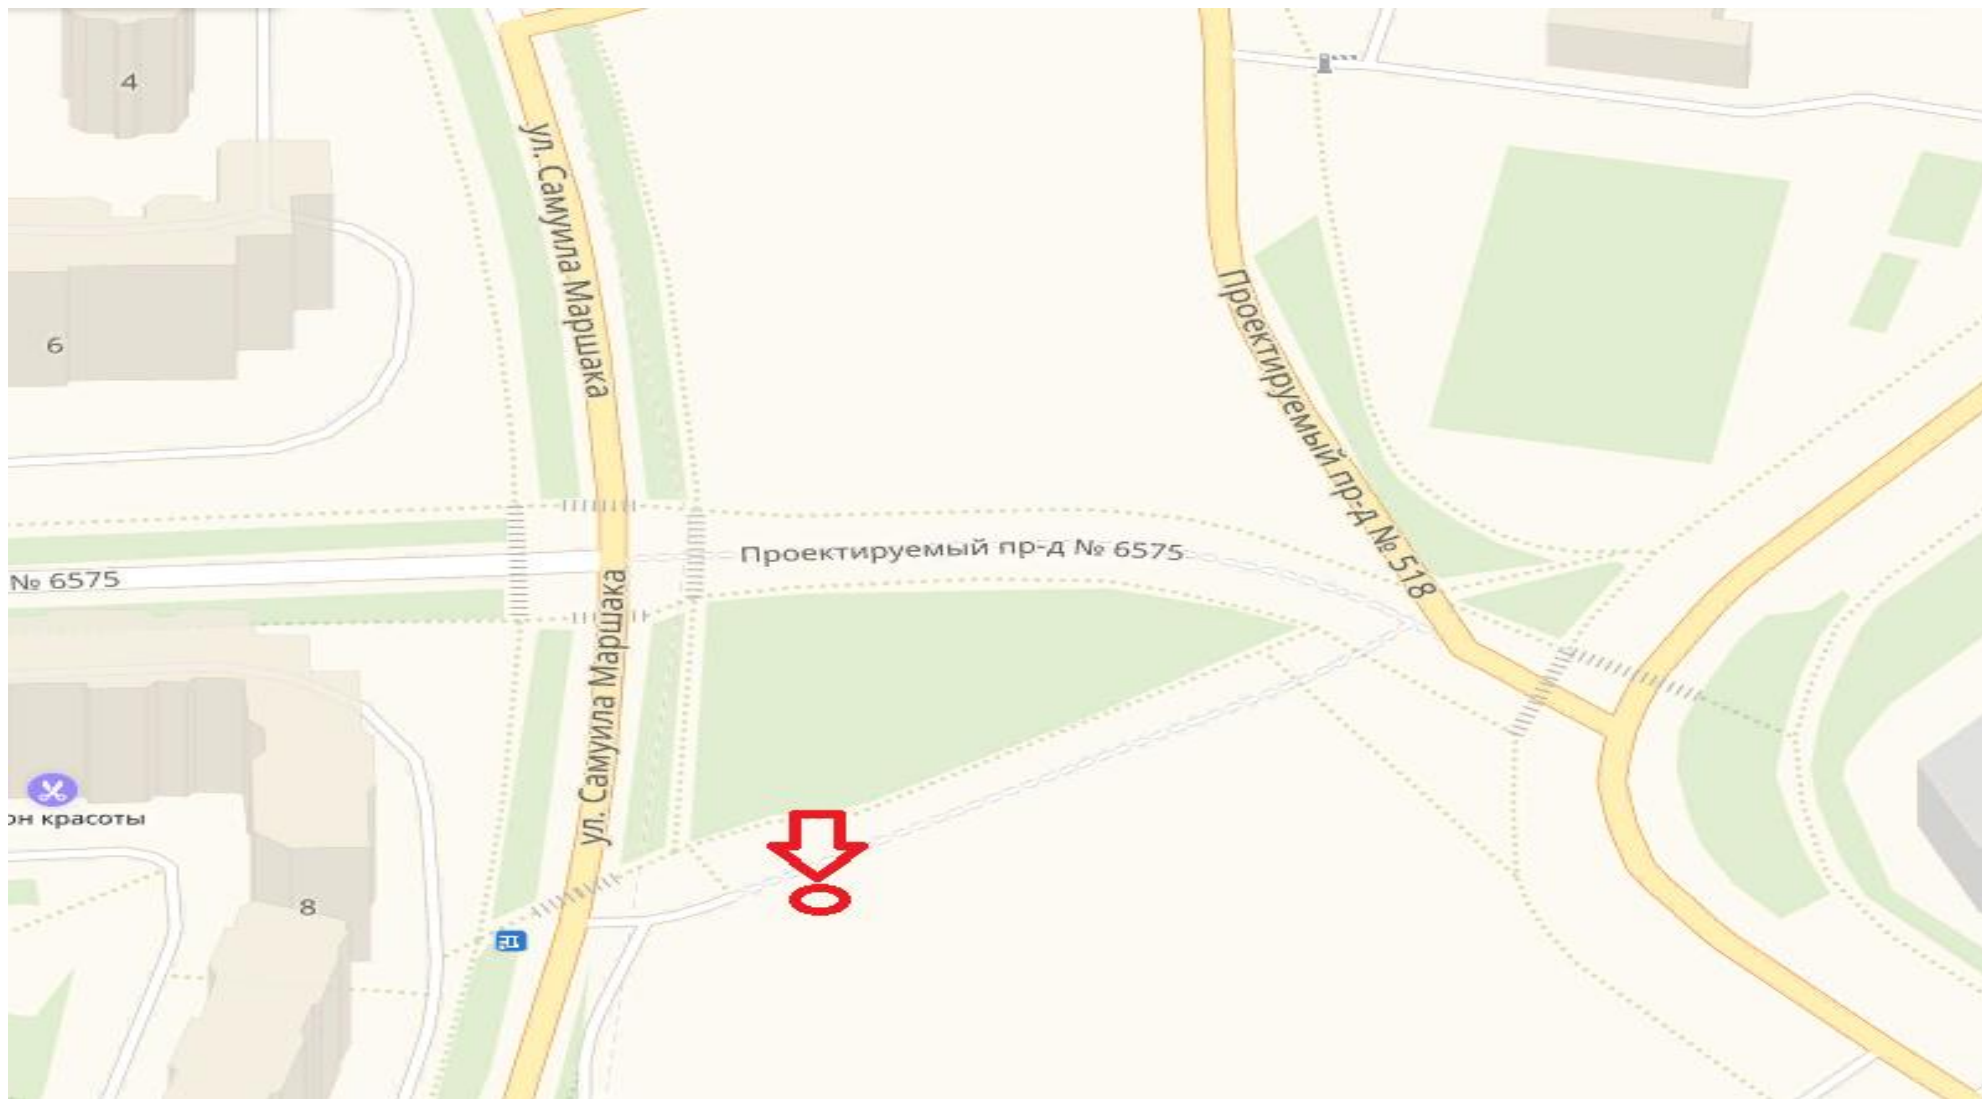 4
ул. Самуила Маршака
6
Проектируемый пр-д № 518
Проектируемый пр-д № 6575
№ 6575
ул. Самуила Маршака
он красоты
8